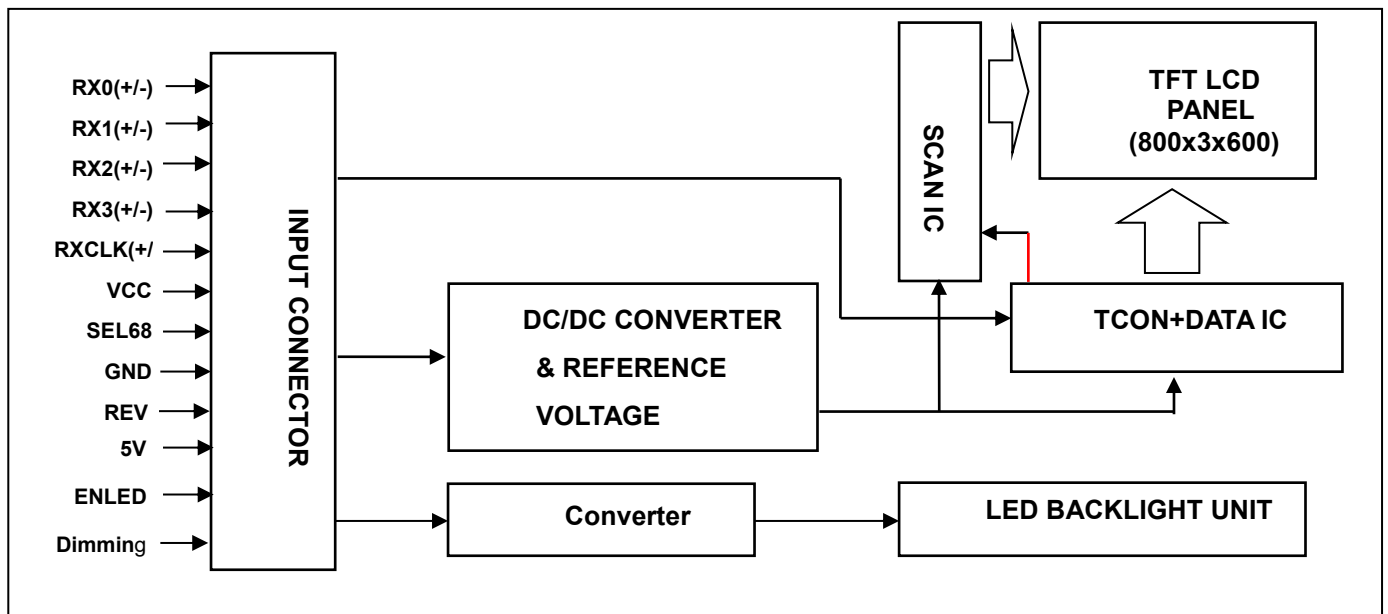 RX0(+/-)
RX1(+/-)
RX2(+/-)
RX3(+/-)
RXCLK(+/
VCC
SEL68
GND
REV
5V
ENLED
Dimming
INPUT CONNECTOR
SCAN IC
TFT LCD
PANEL
(800x3x600)
DC/DC CONVERTER
& REFERENCE
VOLTAGE
TCON+DATA IC
Converter
LED BACKLIGHT UNIT